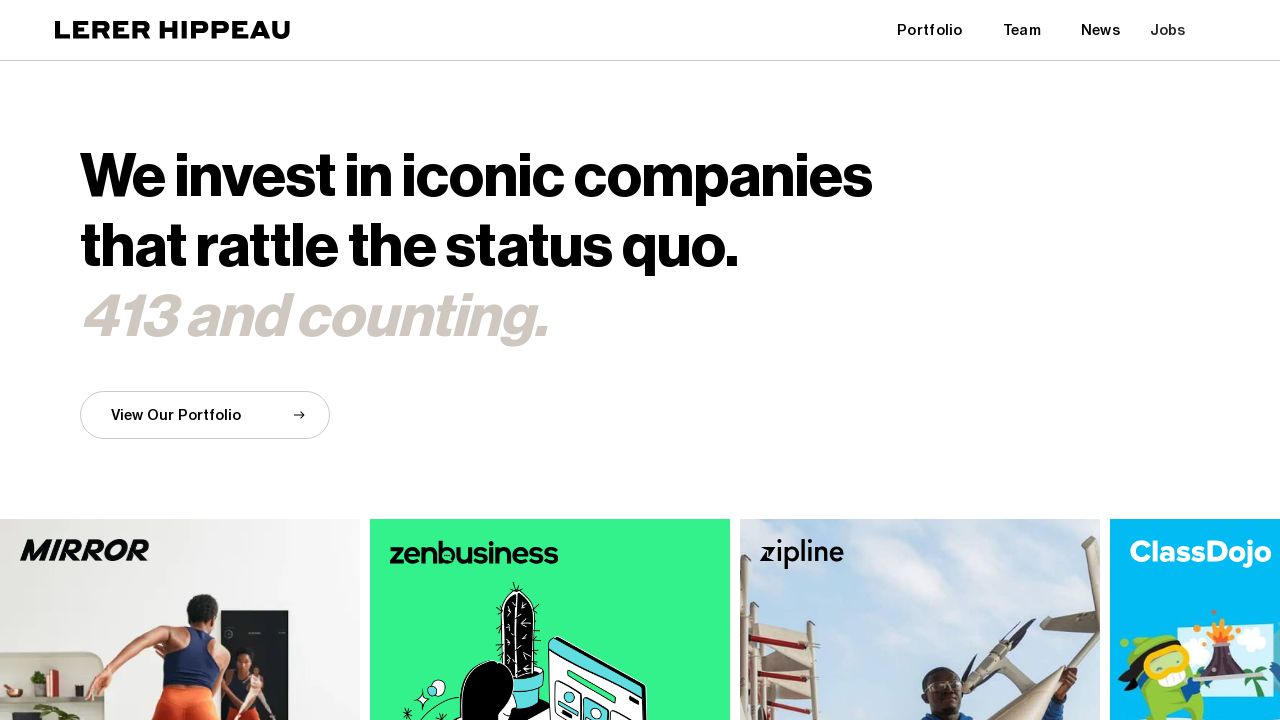 LERER HIPPEAU
Portfolio
Team
News
Jobs
We invest in iconic companies
that rattle the status quo.
413 and counting.
View Our Portfolio →
MIRROR
zenbusiness
zipline
ClassDojo